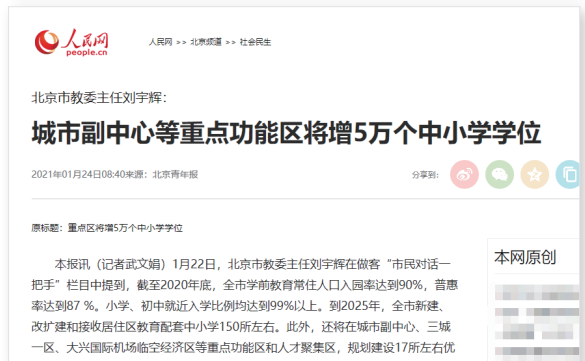 人民网
people.cn
人民网 >> 北京频道 >> 社会民生
北京市教委主任刘宇辉：
城市副中心等重点功能区将增5万个中小学学位
2021年01月24日08:40来源：北京青年报
分享到：
原标题：重点区将增5万个中小学学位
本报讯（记者武文娟）1月22日，北京市教委主任刘宇辉在做客“市民对话一
把手”栏目中提到，截至2020年底，全市学前教育常住人口入园率达到90%，普惠
率达到87 %。小学、初中就近入学比例均达到99%以上。到2025年，全市新建、
改扩建和接收居住区教育配套中小学150所左右。此外，还将在城市副中心、三城
一区、大兴国际机场临空经济区等重点功能区和人才聚集区，规划建设17所左右优
本网原创